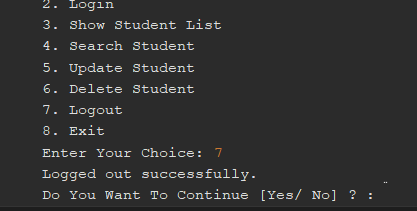 2. Login
3. Show Student List
4. Search Student
5. Update Student
6. Delete Student
7. Logout
8. Exit
Enter Your Choice: 7
Logged out successfully.
Do You Want To Continue [Yes/ No] ? :